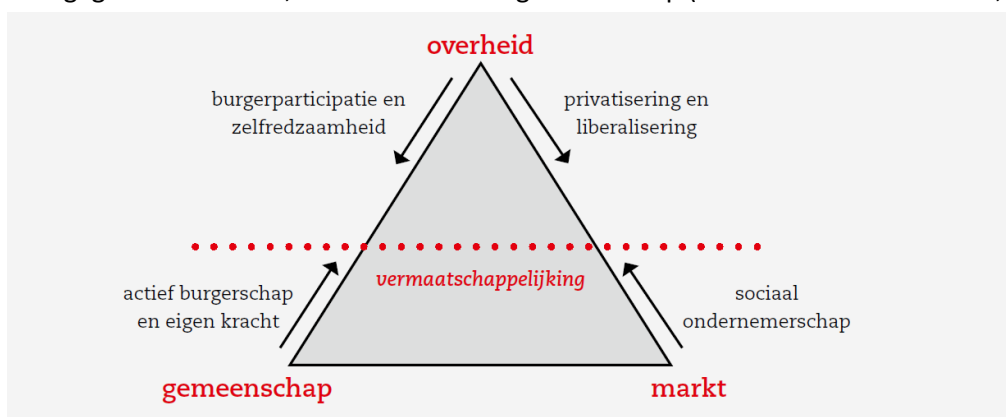 overheid
burgerparticipatie en
zelfredzaamheid
privatisering en
liberalisering
vermaatschappelijking
actief burgerschap
en eigen kracht
sociaal
ondernemerschap
gemeenschap
markt